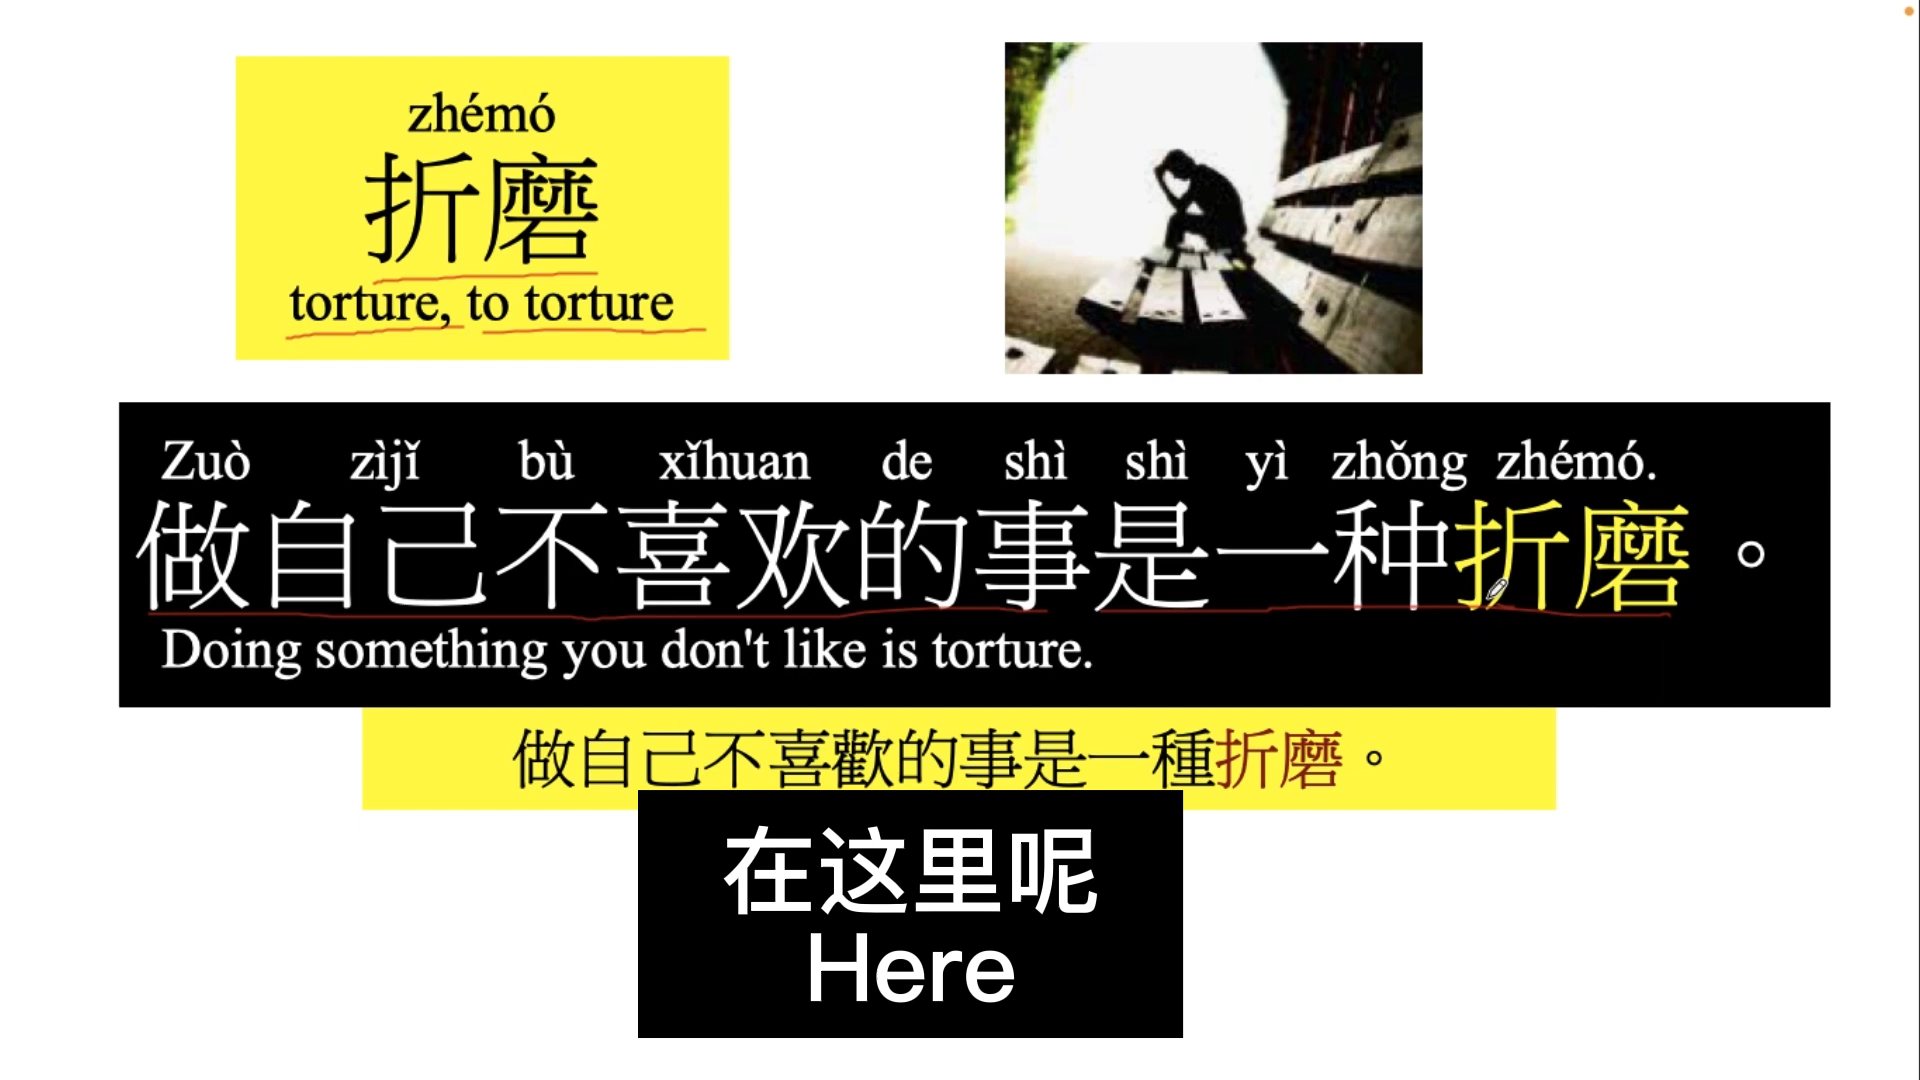 zhémó
折磨
torture, to torture
Zuò zìjǐ bù xǐhuan de shì shì yì zhǒng zhémó.
做自己不喜欢的事是一种折磨。
Doing something you don't like is torture.
做自己不喜歡的事是一種折磨。
在这里呢
Here